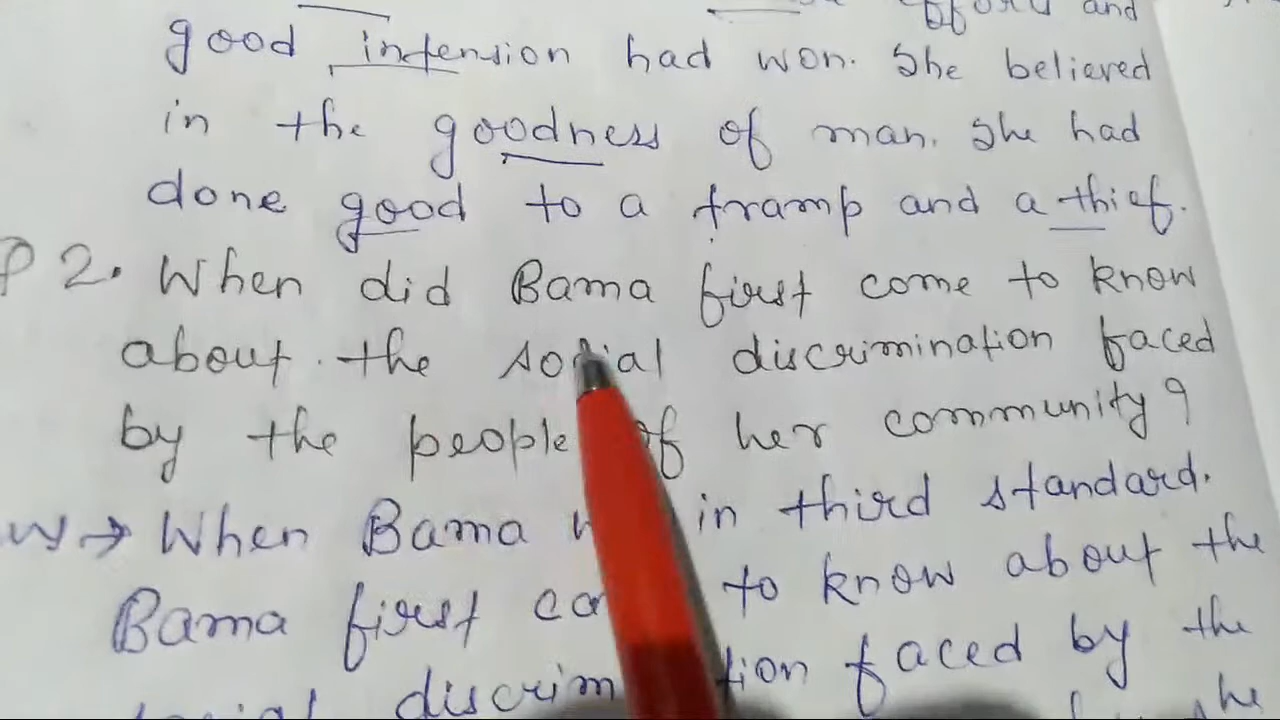 and
good intension had won. She believed
in the goodness of man. She had
done good to a tramp and a thief.
2. When did Bama first come to know
about the social discrimination faced
by the people of her community?
When Bama in third standard.
Bama first to know about the
faced by the